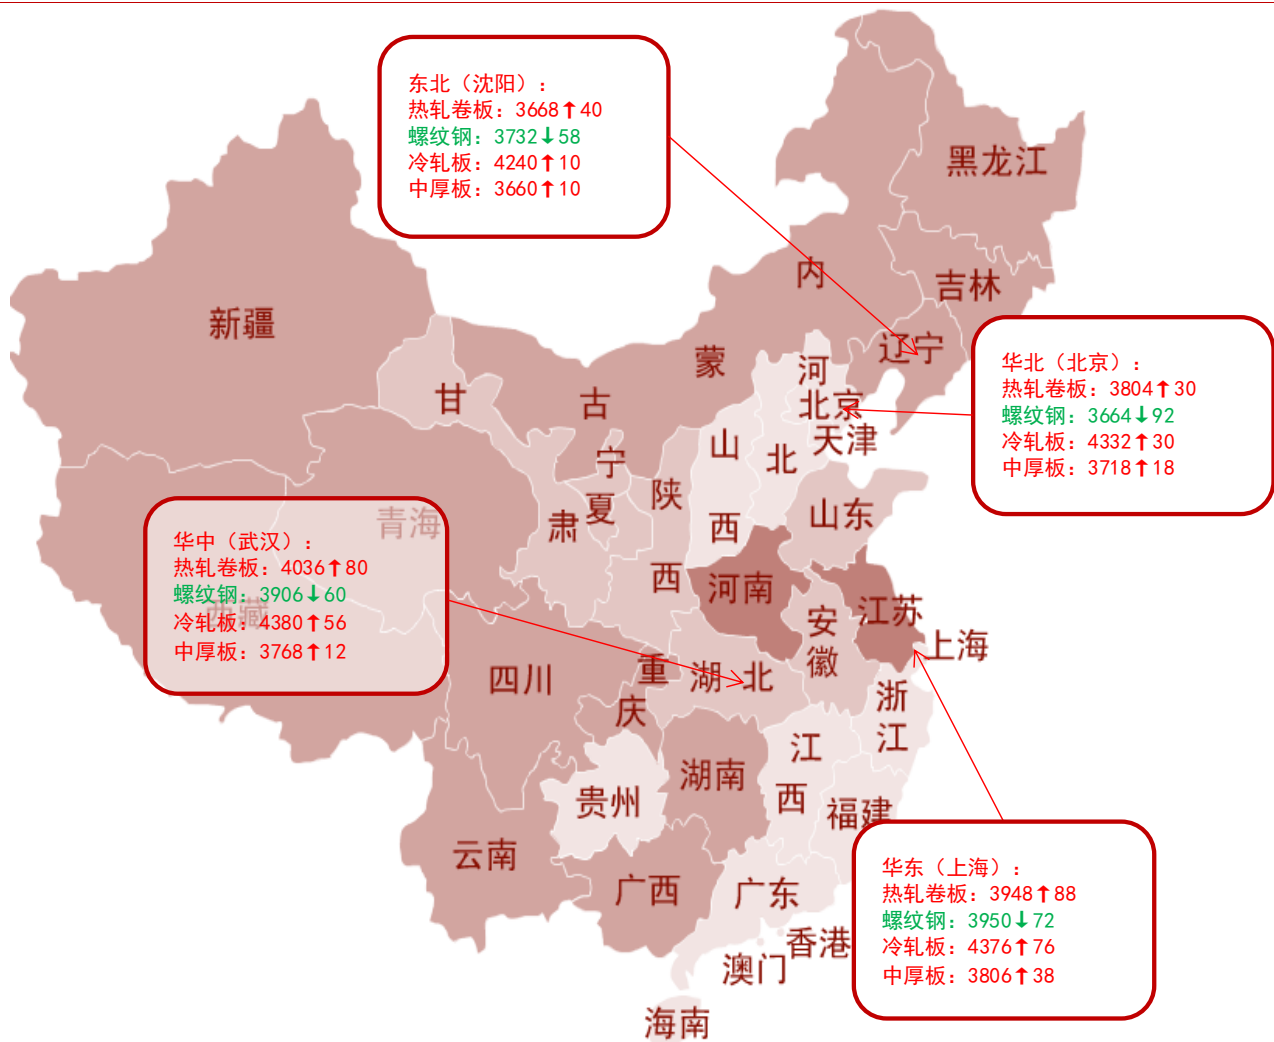 东北（沈阳）：
热轧卷板：3668↑40
螺纹钢：3732↓58
冷轧板：4240↑10
中厚板：3660↑10
黑龙江
内
吉林
新疆
辽宁
蒙
河
华北（北京）：
热轧卷板：3804↑30
螺纹钢：3664↓92
冷轧板：4332↑30
中厚板：3718↑18
甘
古
北京
天津
山
北
宁
夏
陕
青海
肃
西
山东
华中（武汉）：
热轧卷板：4036↑80
螺纹钢：3906↓60
冷轧板：4380↑56
中厚板：3768↑12
西藏
西
河南
安
徽
江苏
上海
四川
重
庆
湖北
浙
江
江
西
湖南
贵州
福建
云南
广西
广东
华东（上海）：
热轧卷板：3948↑88
螺纹钢：3950↓72
冷轧板：4376↑76
中厚板：3806↑38
香港
澳门
海南